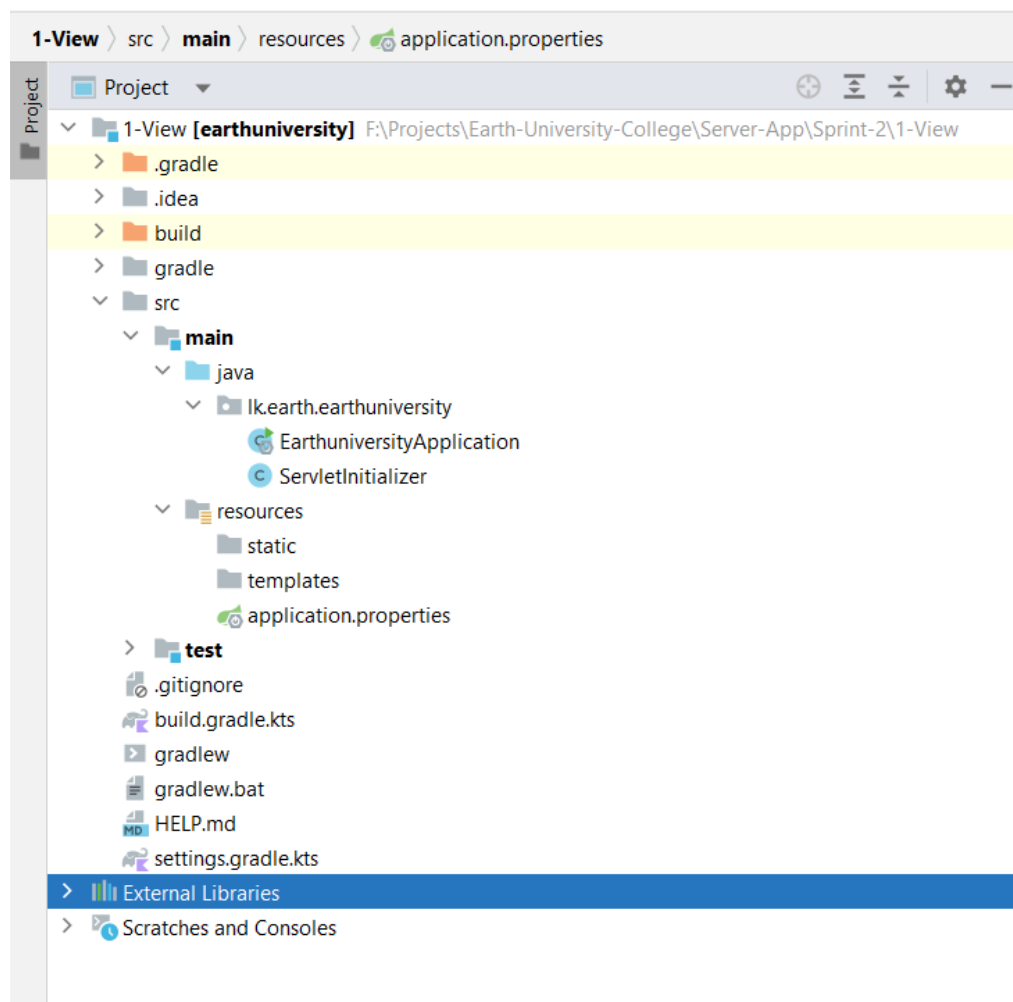 1-View src main resources application.properties
Project
Project
1-View [earthuniversity] F:\Projects\Earth-University-College\Server-App\Sprint-2\1-View
.gradle
.idea
build
gradle
src
main
java
lk.earth.earthuniversity
C EarthuniversityApplication
C ServletInitializer
resources
static
templates
application.properties
test
.gitignore
build.gradle.kts
gradlew
gradlew.bat
MD HELP.md
settings.gradle.kts
External Libraries
Scratches and Consoles